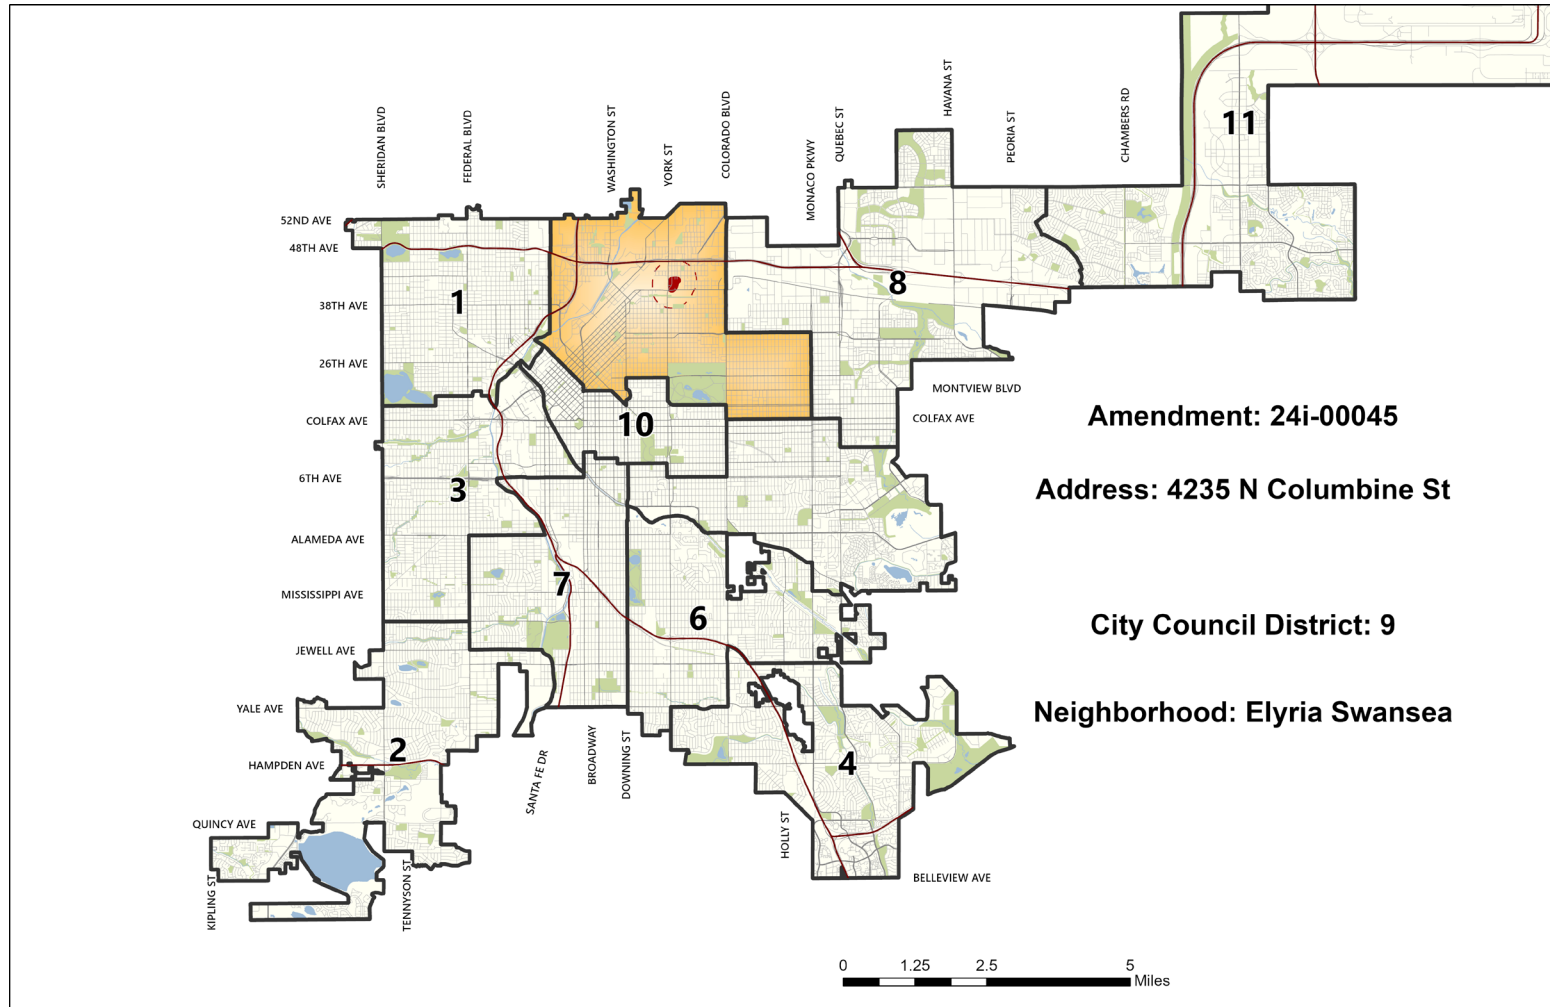 SHERIDAN BLVD
FEDERAL BLVD
WASHINGTON ST
YORK ST
COLORADO BLVD
MONACO PKWY
QUEBEC ST
HAVANA ST
PEORIA ST
CHAMBERS RD
11
52ND AVE
48TH AVE
8
1
38TH AVE
26TH AVE
MONTVIEW BLVD
COLFAX AVE
COLFAX AVE
10
Amendment: 24i-00045
6TH AVE
3
Address: 4235 N Columbine St
ALAMEDA AVE
7
MISSISSIPPI AVE
6
City Council District: 9
JEWELL AVE
YALE AVE
Neighborhood: Elyria Swansea
2
HAMPDEN AVE
4
SANTA FE DR
BROADWAY
DOWNING ST
QUINCY AVE
HOLLY ST
KIPLING ST
TENNYSON ST
BELLEVIEW AVE
0 1.25 2.5 5
Miles